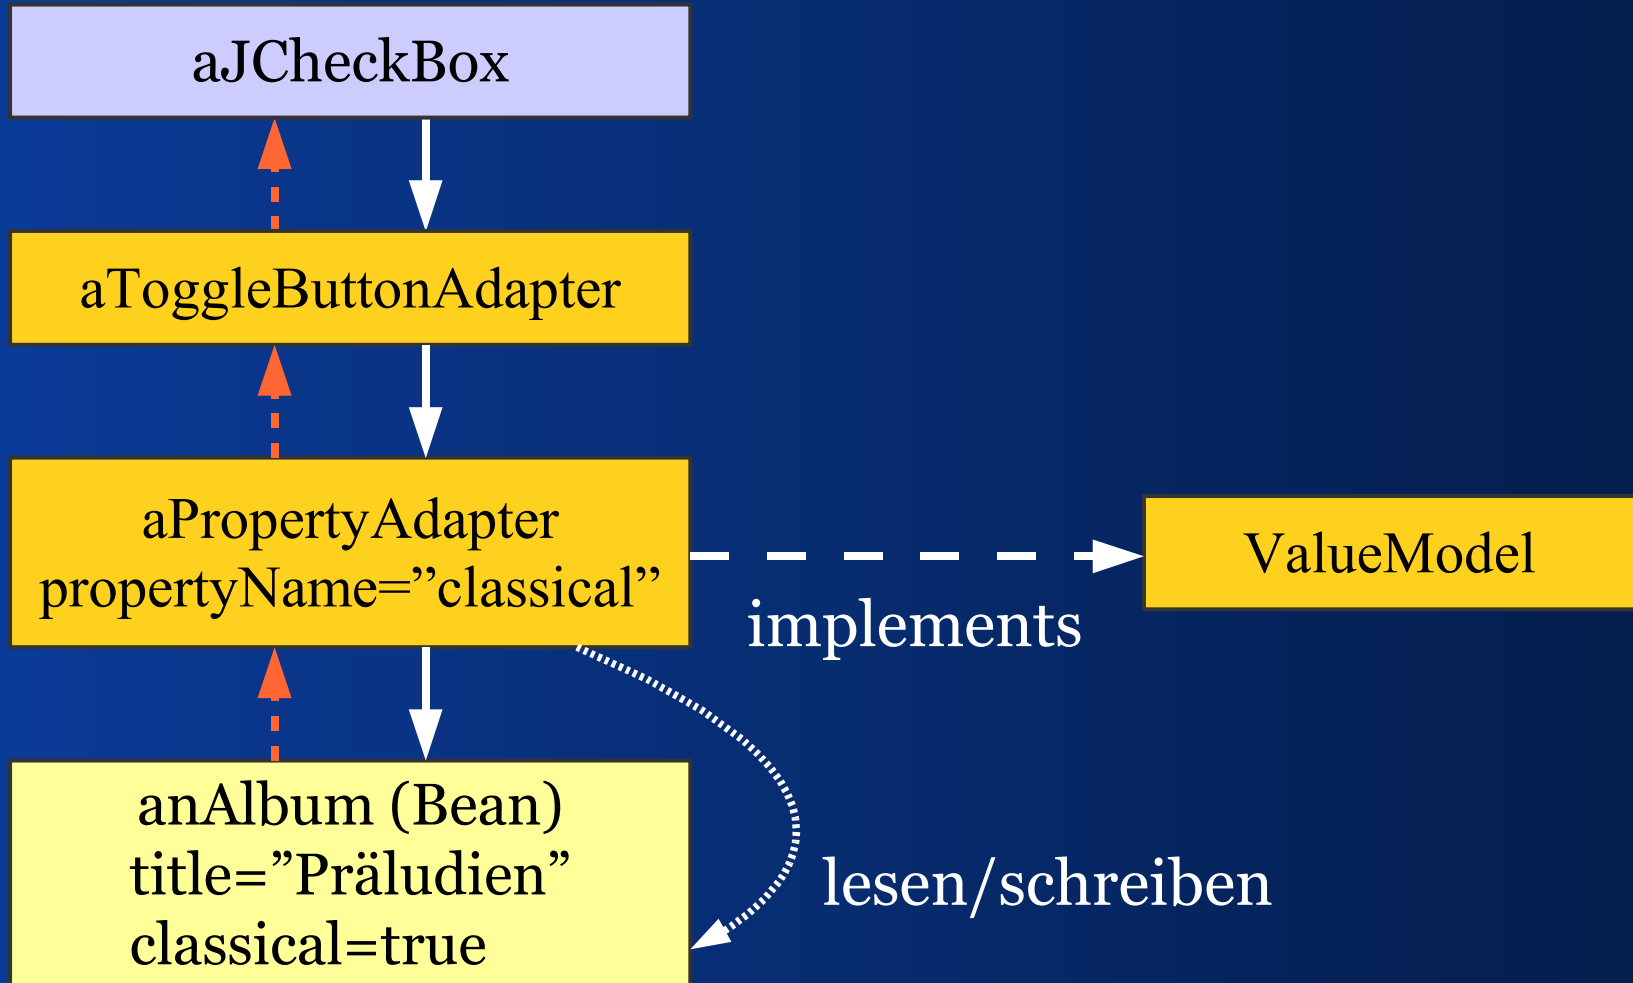 aJCheckBox
aToggleButtonAdapter
aPropertyAdapter
propertyName=”classical”
ValueModel
implements
anAlbum (Bean)
title=”Präludien”
classical=true
lesen/schreiben